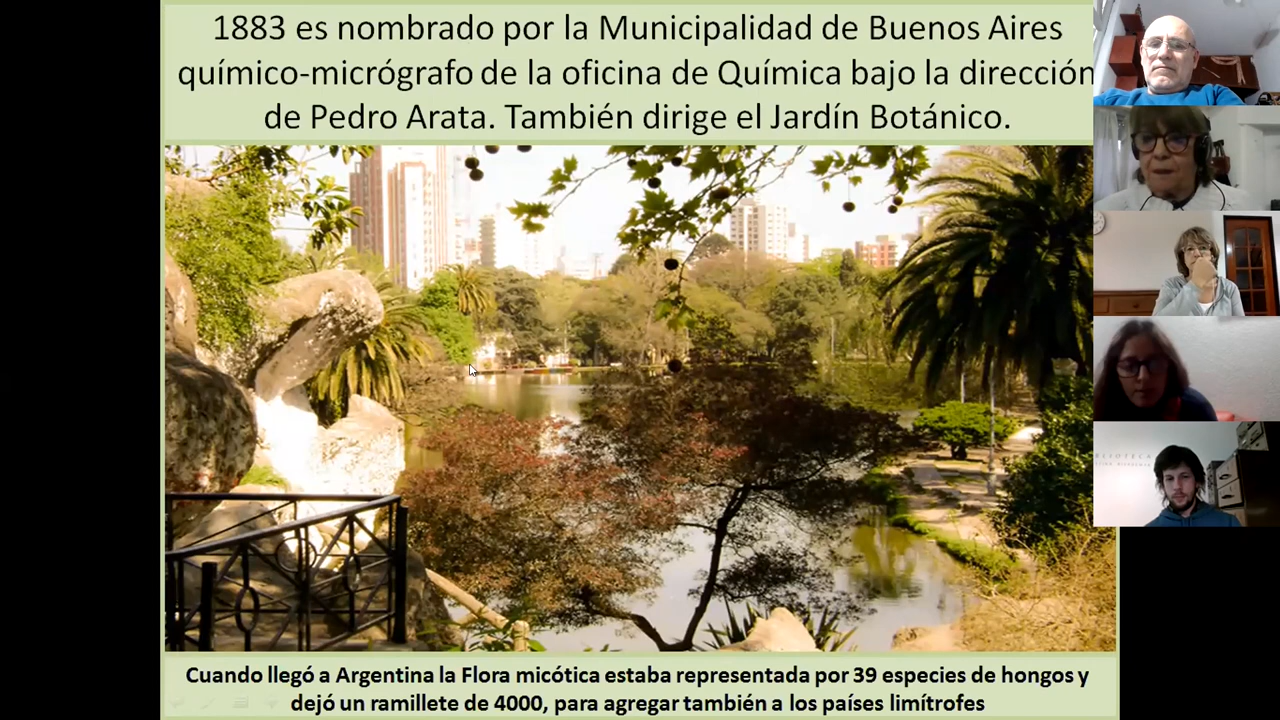 1883 es nombrado por la Municipalidad de Buenos Aires
químico-micrógrafo de la oficina de Química bajo la dirección
de Pedro Arata. También dirige el Jardín Botánico.
Cuando llegó a Argentina la Flora micótica estaba representada por 39 especies de hongos y
dejó un ramillete de 4000, para agregar también a los países limítrofes